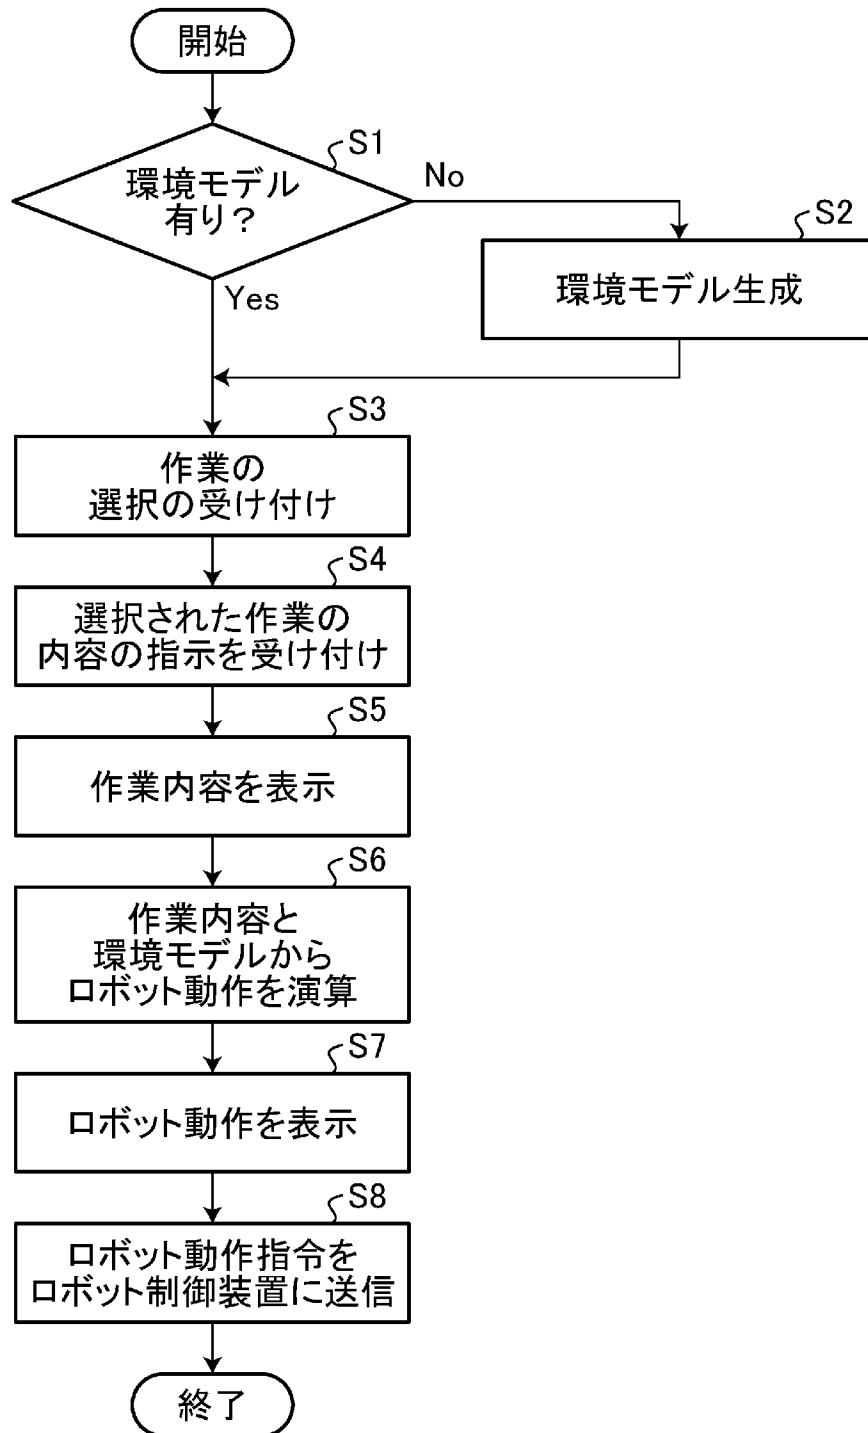 開始
S1
環境モデル
有り?
No
S2
環境モデル生成
Yes
S3
作業の
選択の受け付け
S4
選択された作業の
内容の指示を受け付け
S5
作業内容を表示
S6
作業内容と
環境モデルから
ロボット動作を演算
S7
ロボット動作を表示
S8
ロボット動作指令を
ロボット制御装置に送信
終了